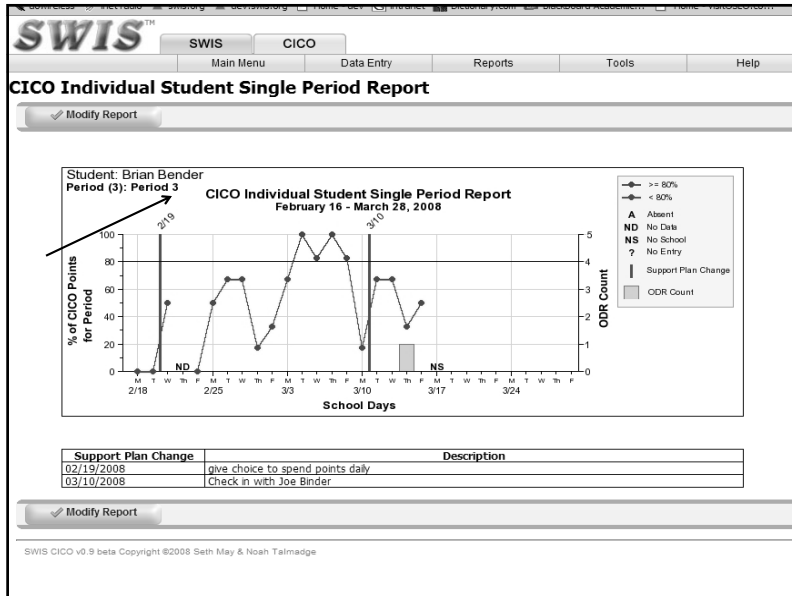 SWIS™
SWIS CICO
Main Menu Data Entry Reports Tools Help
CICO Individual Student Single Period Report
Modify Report
Student: Brian Bender
Period (3): Period 3
CICO Individual Student Single Period Report
February 16 - March 28, 2008
2/19 3/10
% of CICO Points
for Period
100
80
60
40
20
0
ND NS
5
4
3
2
1
0
ODR Count
M T W Th F M T W Th F M T W Th F M T W Th F M T W Th F M T W Th F
2/18 2/25 3/3 3/10 3/17 3/24
School Days
>= 80%
< 80%
A Absent
ND No Data
NS No School
? No Entry
Support Plan Change
ODR Count
Support Plan Change Description
02/19/2008 give choice to spend points daily
03/10/2008 Check in with Joe Binder
Modify Report
SWIS CICO v0.9 beta Copyright ©2008 Seth May & Noah Talmadge